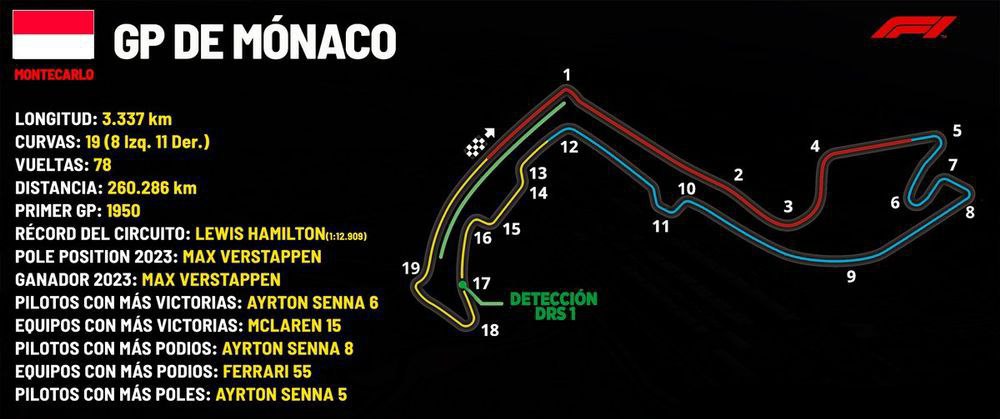 GP DE MÓNACO
MONTECARLO
F1
LONGITUD: 3.337 km
CURVAS: 19 (8 Izq. 11 Der.)
VUELTAS: 78
DISTANCIA: 260.286 km
PRIMER GP: 1950
RÉCORD DEL CIRCUITO: LEWIS HAMILTON(1:12.909)
POLE POSITION 2023: MAX VERSTAPPEN
GANADOR 2023: MAX VERSTAPPEN
PILOTOS CON MÁS VICTORIAS: AYRTON SENNA 6
EQUIPOS CON MÁS VICTORIAS: MCLAREN 15
PILOTOS CON MÁS PODIOS: AYRTON SENNA 8
EQUIPOS CON MÁS PODIOS: FERRARI 55
PILOTOS CON MÁS POLES: AYRTON SENNA 5
1
2
3
4
5
6
7
8
9
10
11
12
13
14
15
16
17
DETECCIÓN
DRS 1
18
19